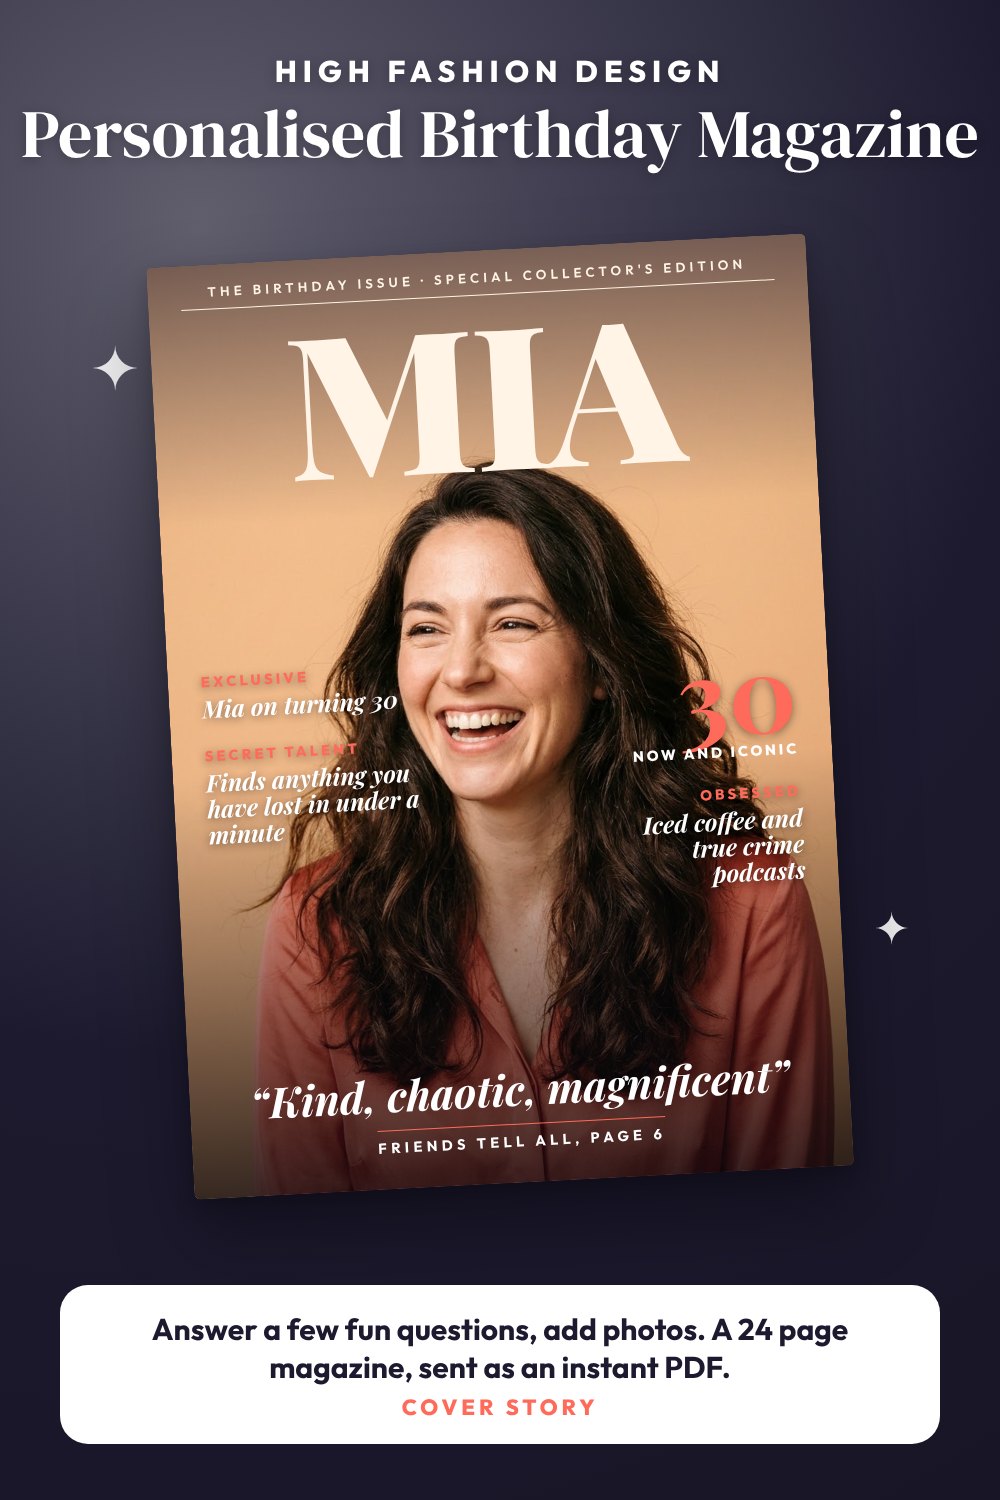 HIGH FASHION DESIGN
Personalised Birthday Magazine
THE BIRTHDAY ISSUE · SPECIAL COLLECTOR'S EDITION
MIA
EXCLUSIVE
Mia on turning 30
SECRET TALENT
Finds anything you
have lost in under a
minute
30
NOW AND ICONIC
OBSESSED
Iced coffee and
true crime
podcasts
“Kind, chaotic, magnificent”
FRIENDS TELL ALL, PAGE 6
Answer a few fun questions, add photos. A 24 page
magazine, sent as an instant PDF.
COVER STORY